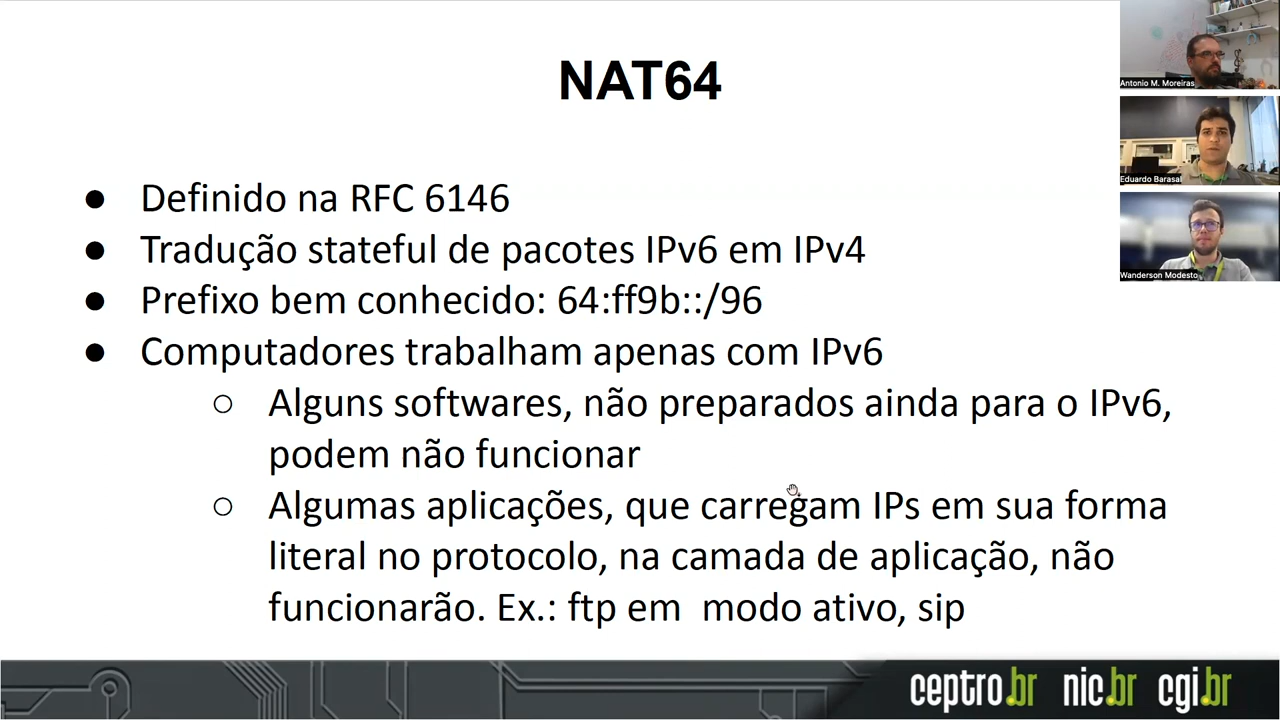 NAT64
● Definido na RFC 6146
● Tradução stateful de pacotes IPv6 em IPv4
● Prefixo bem conhecido: 64:ff9b::/96
● Computadores trabalham apenas com IPv6
○ Alguns softwares, não preparados ainda para o IPv6,
podem não funcionar
○ Algumas aplicações, que carregam IPs em sua forma
literal no protocolo, na camada de aplicação, não
funcionarão. Ex.: ftp em  modo ativo, sip
Antonio M. Moreiras
Eduardo Barasal
Wanderson Modesto
ceptro.br nic.br cgi.br